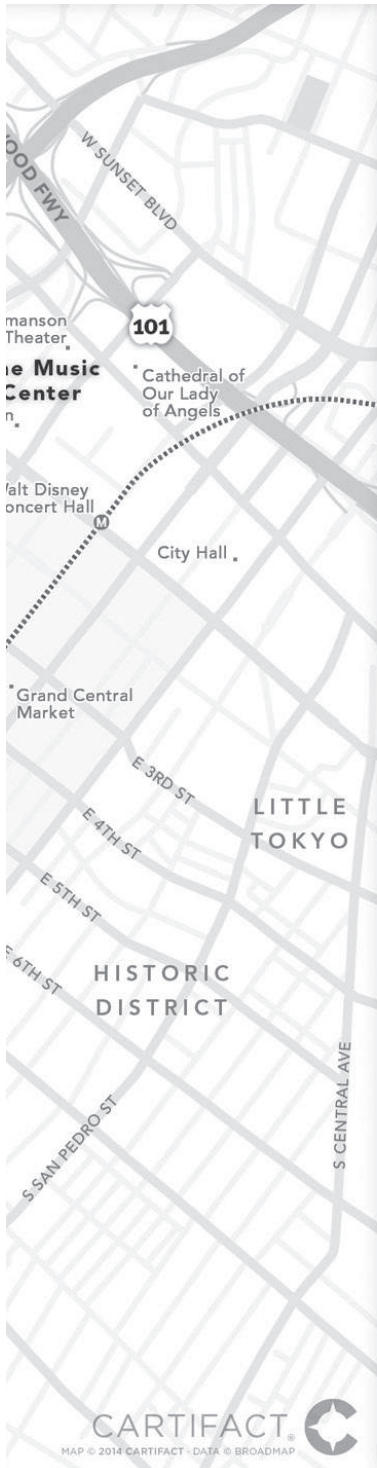 W SUNSET BLVD
WOOD FWY
101
manson
Theater
e Music
Center
n
Cathedral of
Our Lady
of Angels
alt Disney
oncert Hall
M
City Hall
Grand Central
Market
E 3RD ST
LITTLE
TOKYO
E 4TH ST
E 5TH ST
E 6TH ST
HISTORIC
DISTRICT
S CENTRAL AVE
S SAN PEDRO ST
CARTIFACT®
MAP © 2014 CARTIFACT · DATA © BROADMAP